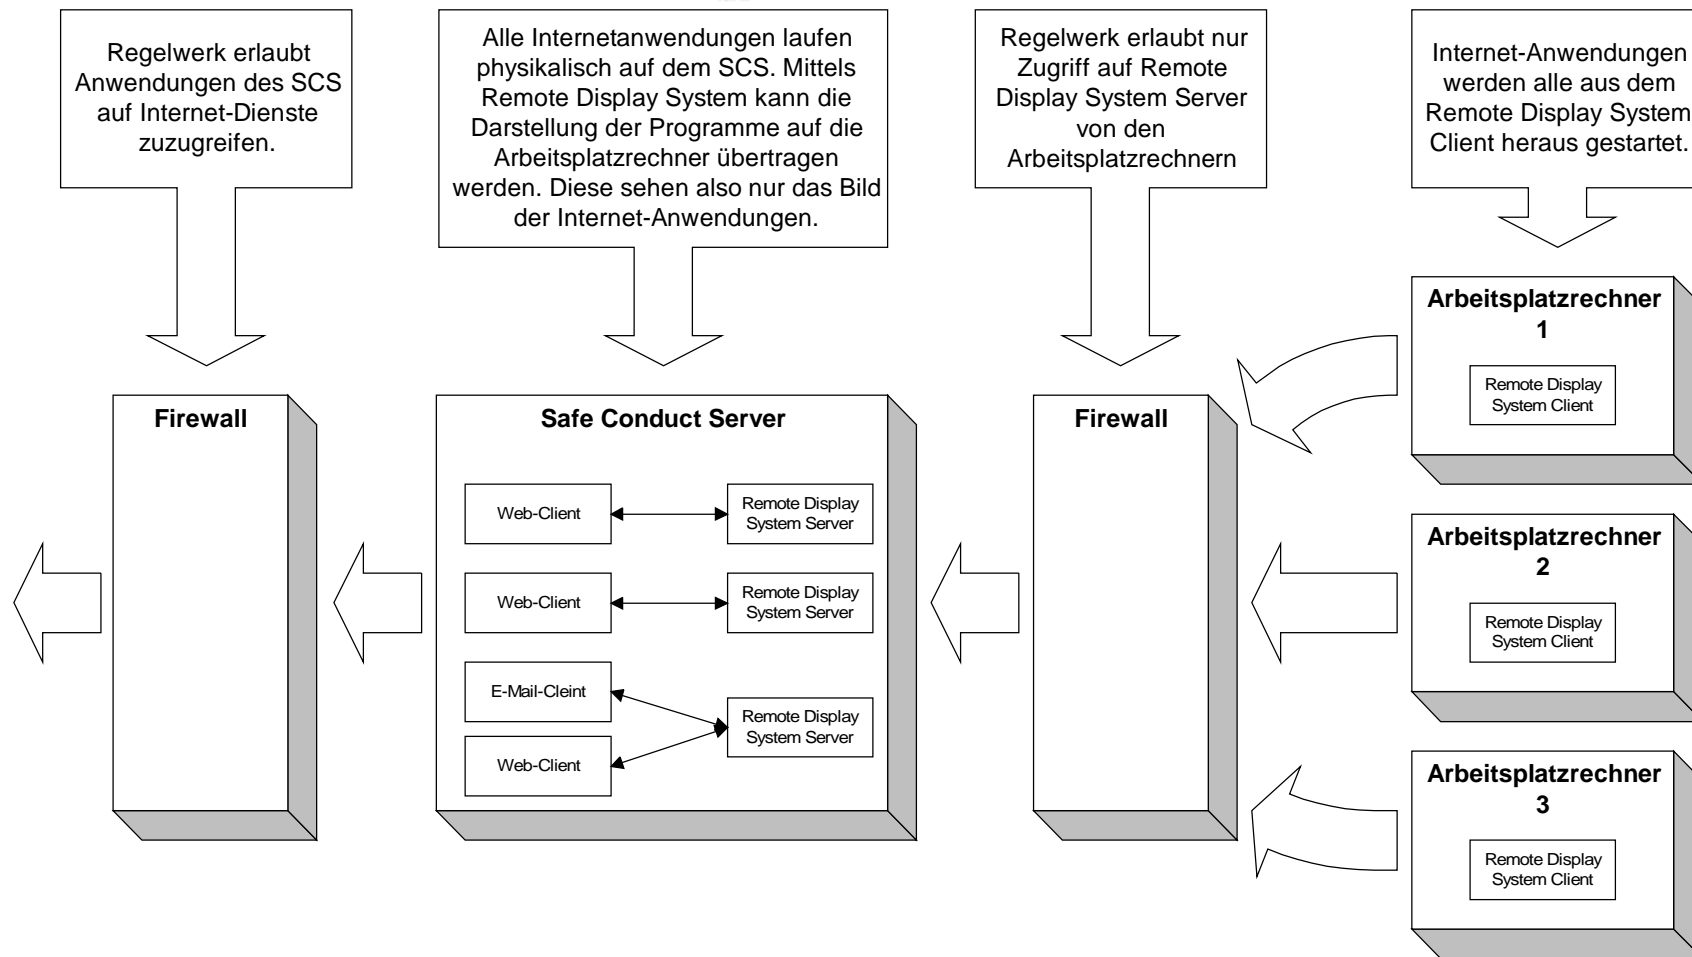 Regelwerk erlaubt
Anwendungen des SCS
auf Internet-Dienste
zuzugreifen.
Alle Internetanwendungen laufen
physikalisch auf dem SCS. Mittels
Remote Display System kann die
Darstellung der Programme auf die
Arbeitsplatzrechner übertragen
werden. Diese sehen also nur das Bild
der Internet-Anwendungen.
Regelwerk erlaubt nur
Zugriff auf Remote
Display System Server
von den
Arbeitsplatzrechnern
Internet-Anwendungen
werden alle aus dem
Remote Display System
Client heraus gestartet.
Firewall
Safe Conduct Server
Web-Client
Remote Display
System Server
Web-Client
Remote Display
System Server
E-Mail-Cleint
Web-Client
Remote Display
System Server
Firewall
Arbeitsplatzrechner
1
Remote Display
System Client
Arbeitsplatzrechner
2
Remote Display
System Client
Arbeitsplatzrechner
3
Remote Display
System Client